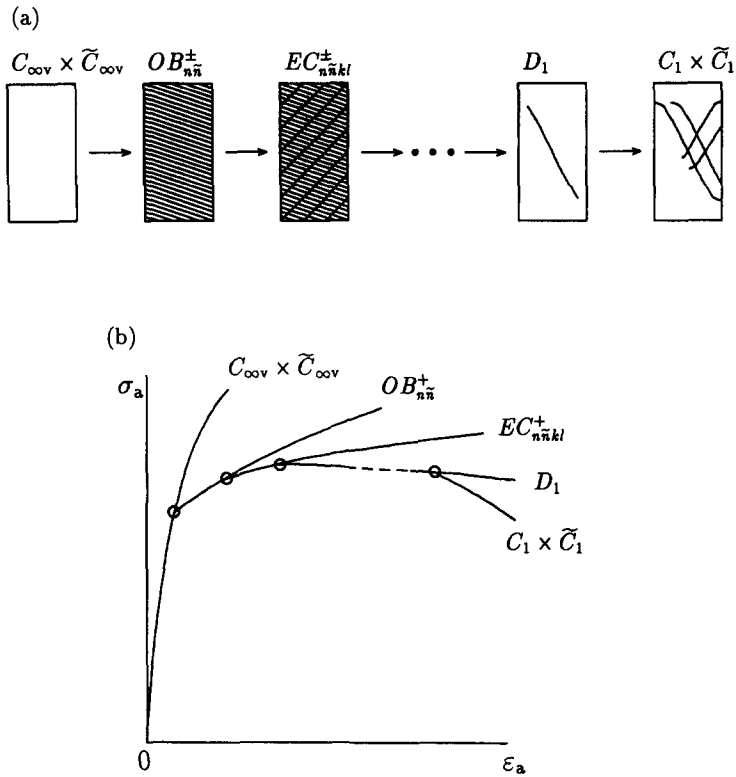 (a)
C∞v × C̃∞v OB±nñ EC±nñkl D1 C1 × C̃1
(b)
σa
C∞v × C̃∞v
OB+nñ
EC+nñkl
D1
C1 × C̃1
0 εa